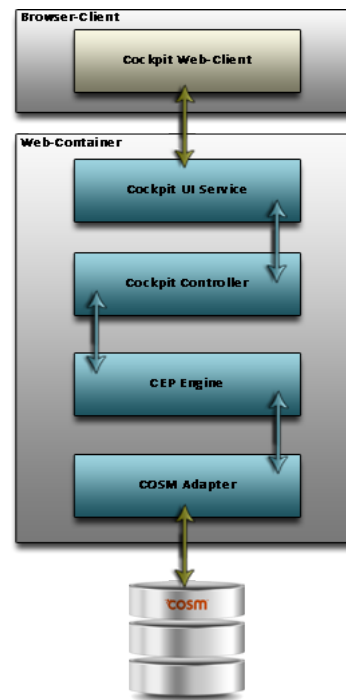 Browser-Client
Cockpit Web-Client
Web-Container
Cockpit UI Service
Cockpit Controller
CEP Engine
COSM Adapter
cosm